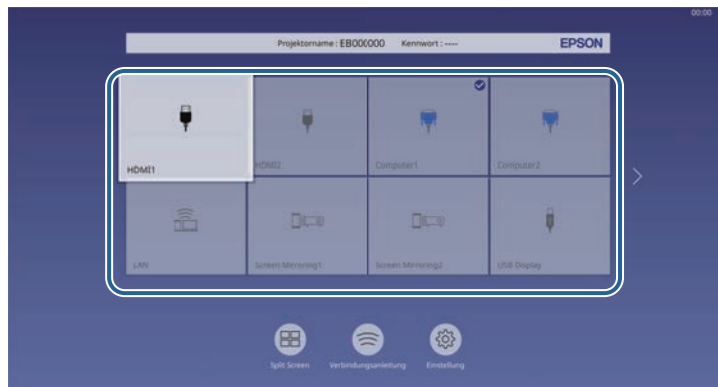 00:00
Projektorname : EB000000 Kennwort : ---- EPSON
HDMI1 HDMI2 Computer1 Computer2
LAN Screen Mirroring1 Screen Mirroring2 USB Display
Split Screen Verbindungsanleitung Einstellung